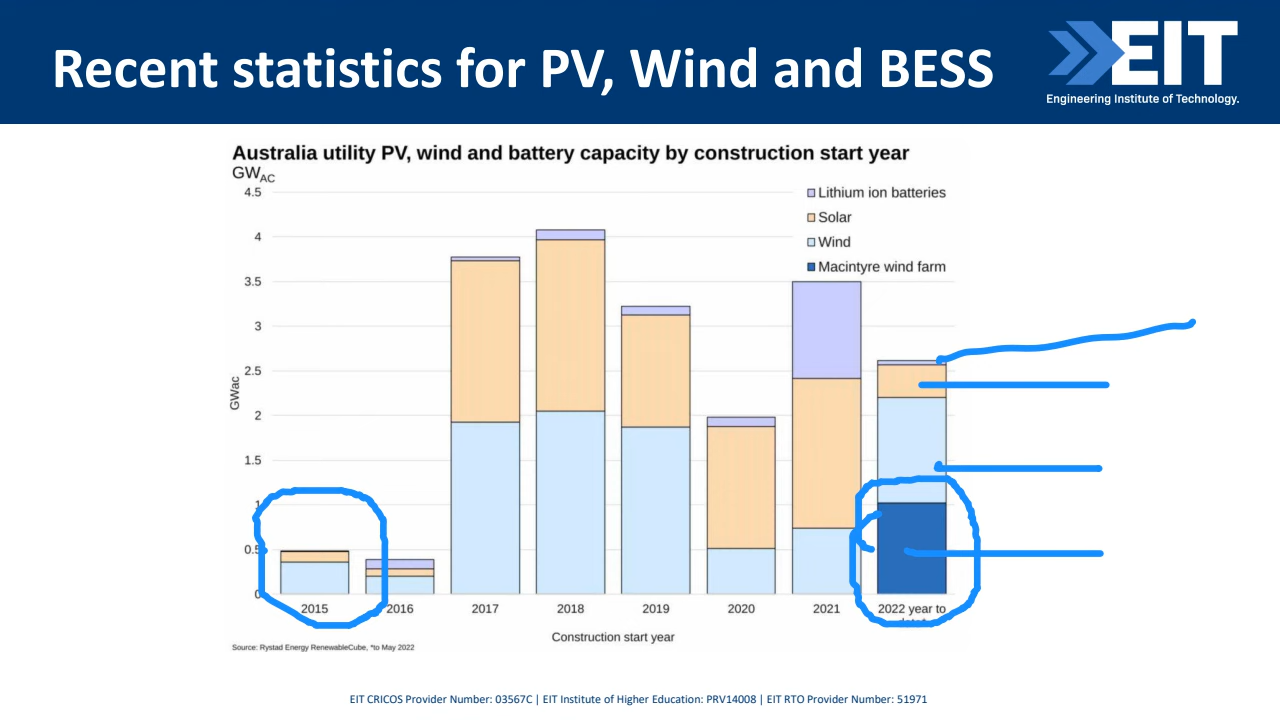 Recent statistics for PV, Wind and BESS
EIT
Engineering Institute of Technology.
Australia utility PV, wind and battery capacity by construction start year
GWAC
4.5
4
3.5
3
2.5
2
1.5
1
0.5
0
GWac
Lithium ion batteries
Solar
Wind
Macintyre wind farm
2015
2016
2017
2018
2019
2020
2021
2022 year to
Construction start year
Source: Rystad Energy RenewableCube, *to May 2022
EIT CRICOS Provider Number: 03567C | EIT Institute of Higher Education: PRV14008 | EIT RTO Provider Number: 51971